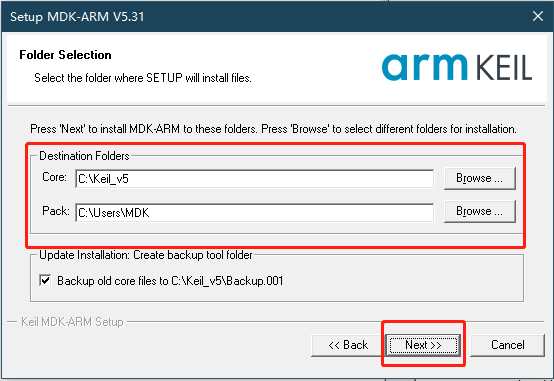 Setup MDK-ARM V5.31
Folder Selection
Select the folder where SETUP will install files.
arm KEIL
Press 'Next' to install MDK-ARM to these folders. Press 'Browse' to select different folders for installation.
Destination Folders
Core: C:\Keil_v5 Browse ...
Pack: C:\Users\MDK Browse ...
Update Installation: Create backup tool folder
Backup old core files to C:\Keil_v5\Backup.001
Keil MDK-ARM Setup
<< Back Next >> Cancel